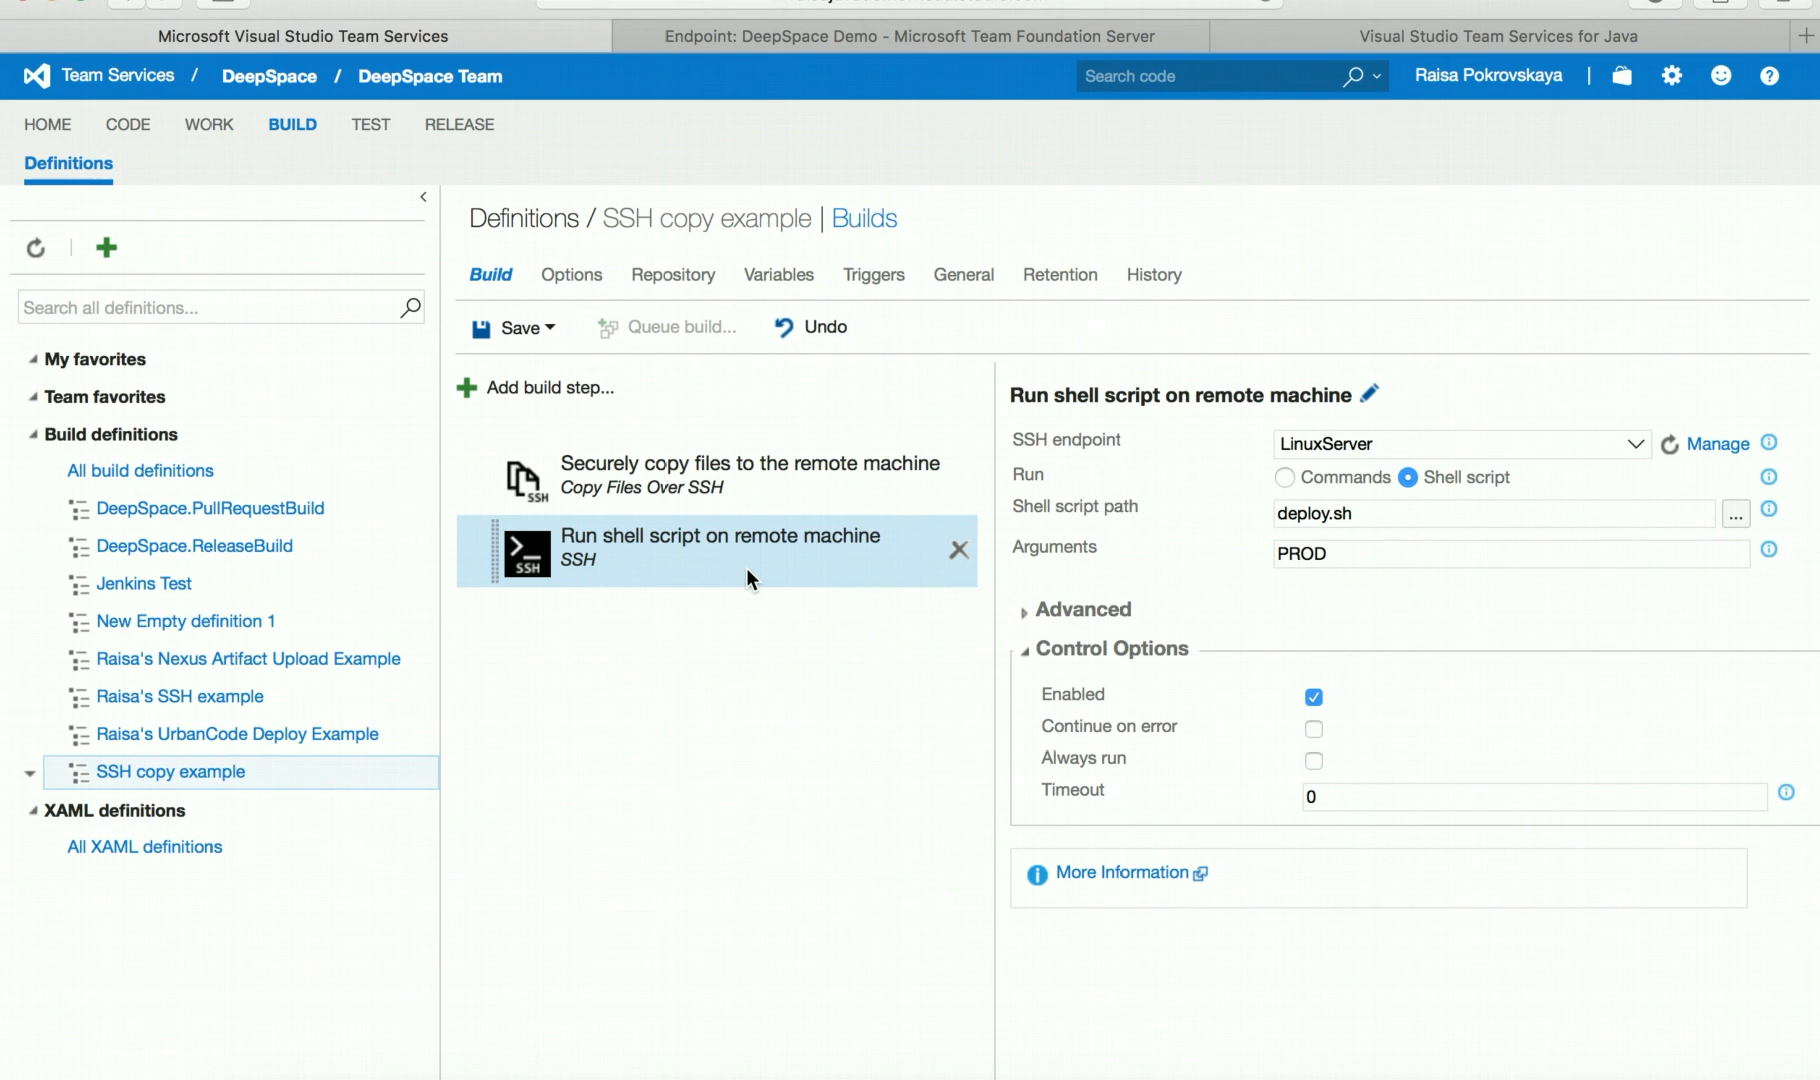 Microsoft Visual Studio Team Services
Endpoint: DeepSpace Demo - Microsoft Team Foundation Server
Visual Studio Team Services for Java
Team Services / DeepSpace / DeepSpace Team
Search code
Raisa Pokrovskaya
HOME CODE WORK BUILD TEST RELEASE
Definitions
Search all definitions...
My favorites
Team favorites
Build definitions
All build definitions
DeepSpace.PullRequestBuild
DeepSpace.ReleaseBuild
Jenkins Test
New Empty definition 1
Raisa's Nexus Artifact Upload Example
Raisa's SSH example
Raisa's UrbanCode Deploy Example
SSH copy example
XAML definitions
All XAML definitions
Definitions / SSH copy example | Builds
Build Options Repository Variables Triggers General Retention History
Save Queue build... Undo
Add build step...
Securely copy files to the remote machine
Copy Files Over SSH
SSH
Run shell script on remote machine
SSH
SSH
Run shell script on remote machine
SSH endpoint LinuxServer Manage
Run Commands Shell script
Shell script path deploy.sh ...
Arguments PROD
Advanced
Control Options
Enabled
Continue on error
Always run
Timeout 0
More Information